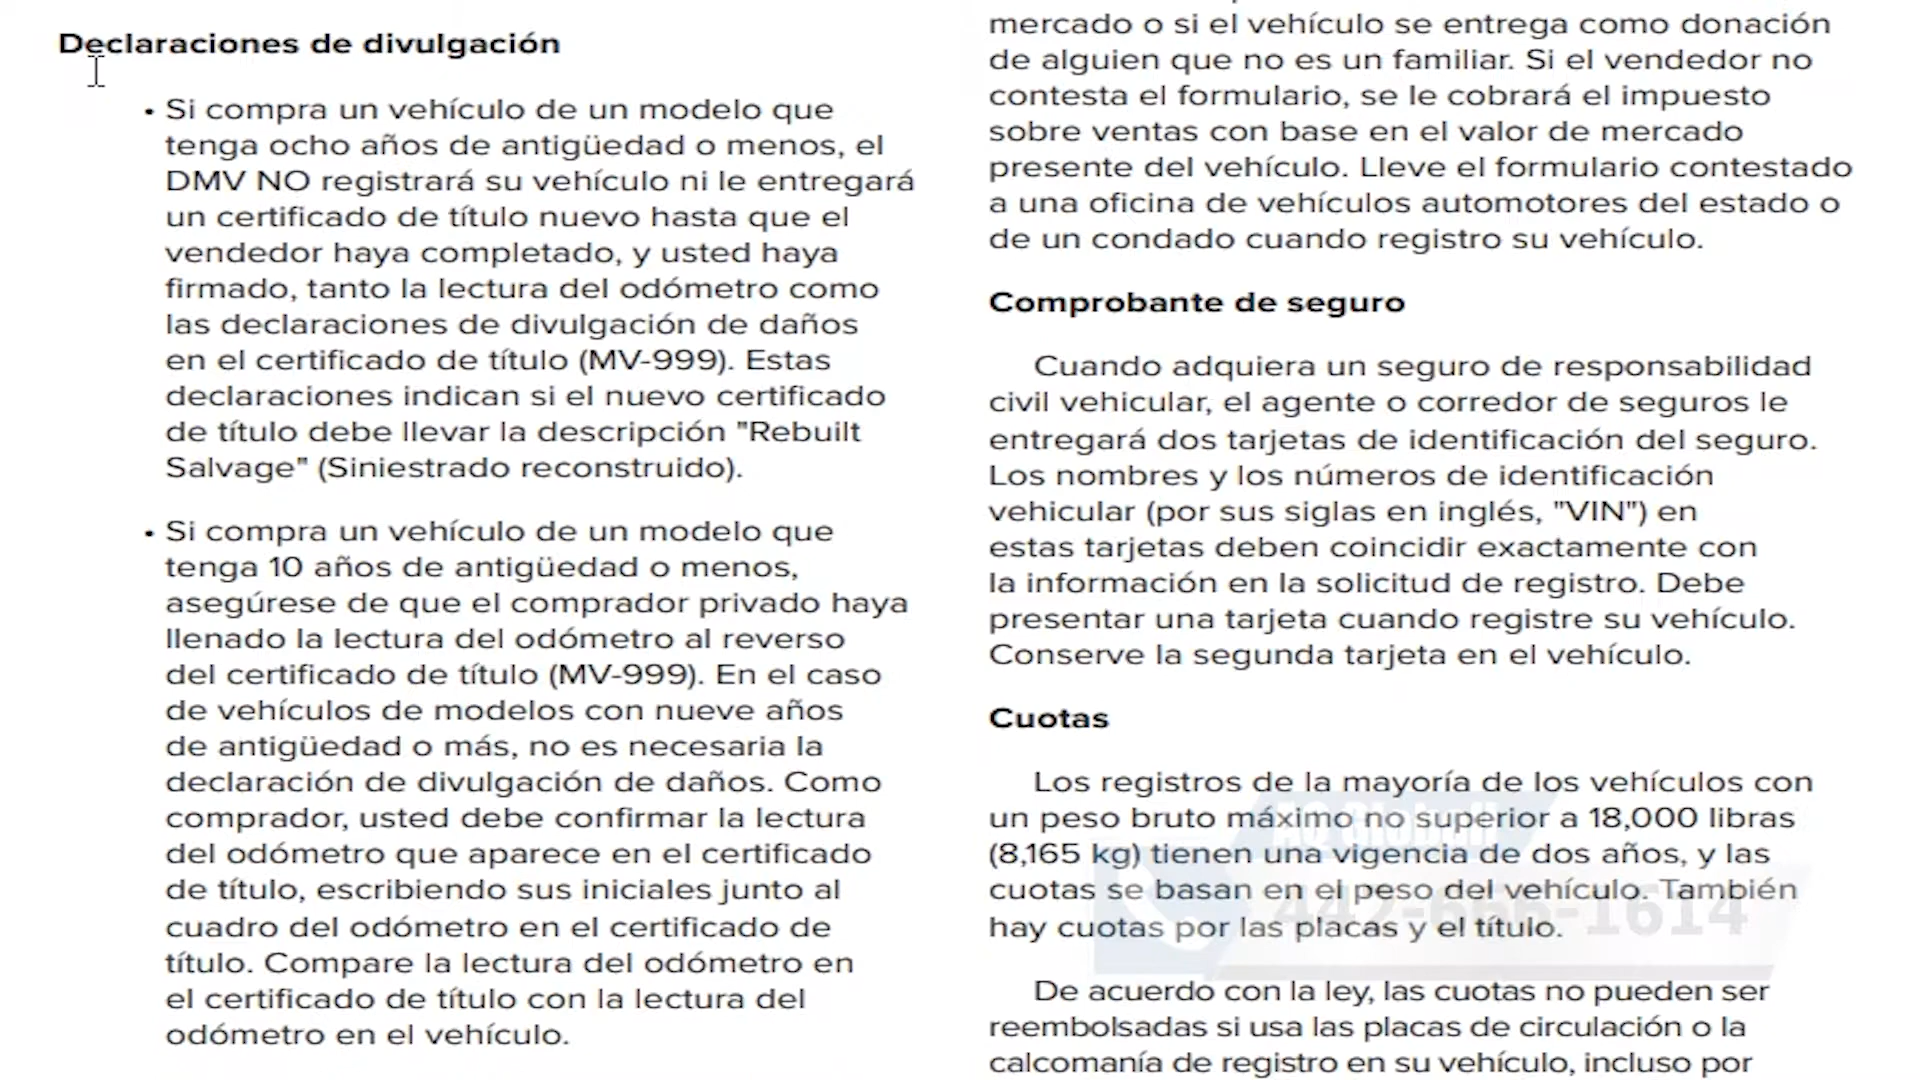 Declaraciones de divulgación
• Si compra un vehículo de un modelo que
tenga ocho años de antigüedad o menos, el
DMV NO registrará su vehículo ni le entregará
un certificado de título nuevo hasta que el
vendedor haya completado, y usted haya
firmado, tanto la lectura del odómetro como
las declaraciones de divulgación de daños
en el certificado de título (MV-999). Estas
declaraciones indican si el nuevo certificado
de título debe llevar la descripción "Rebuilt
Salvage" (Siniestrado reconstruido).
• Si compra un vehículo de un modelo que
tenga 10 años de antigüedad o menos,
asegúrese de que el comprador privado haya
llenado la lectura del odómetro al reverso
del certificado de título (MV-999). En el caso
de vehículos de modelos con nueve años
de antigüedad o más, no es necesaria la
declaración de divulgación de daños. Como
comprador, usted debe confirmar la lectura
del odómetro que aparece en el certificado
de título, escribiendo sus iniciales junto al
cuadro del odómetro en el certificado de
título. Compare la lectura del odómetro en
el certificado de título con la lectura del
odómetro en el vehículo.
mercado o si el vehículo se entrega como donación
de alguien que no es un familiar. Si el vendedor no
contesta el formulario, se le cobrará el impuesto
sobre ventas con base en el valor de mercado
presente del vehículo. Lleve el formulario contestado
a una oficina de vehículos automotores del estado o
de un condado cuando registro su vehículo.
Comprobante de seguro
Cuando adquiera un seguro de responsabilidad
civil vehicular, el agente o corredor de seguros le
entregará dos tarjetas de identificación del seguro.
Los nombres y los números de identificación
vehicular (por sus siglas en inglés, "VIN") en
estas tarjetas deben coincidir exactamente con
la información en la solicitud de registro. Debe
presentar una tarjeta cuando registre su vehículo.
Conserve la segunda tarjeta en el vehículo.
Cuotas
Los registros de la mayoría de los vehículos con
un peso bruto máximo no superior a 18,000 libras
(8,165 kg) tienen una vigencia de dos años, y las
cuotas se basan en el peso del vehículo. También
hay cuotas por las placas y el título.
De acuerdo con la ley, las cuotas no pueden ser
reembolsadas si usa las placas de circulación o la
calcomanía de registro en su vehículo, incluso por
442-666-1614